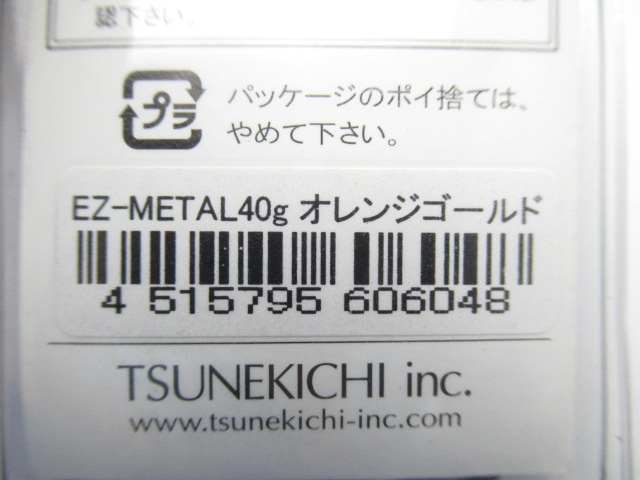 認下さい。
プラ
パッケージのポイ捨ては、
やめて下さい。
EZ-METAL40g オレンジゴールド
4 515795 606048
TSUNEKICHI inc.
www.tsunekichi-inc.com